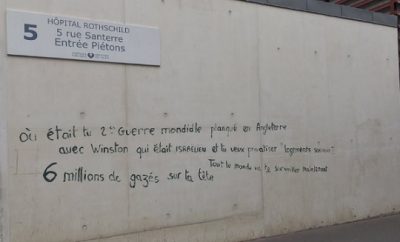 5
HÔPITAL ROTHSCHILD
5 rue Santerre
Entrée Piétons
où était tu 2ème Guerre mondiale planqué en Angleterre
avec Winston qui était ISRAELIEN et tu veux privatiser "logements sociaux"
Tout le monde va te surveiller maintenant
6 millions de gazés sur ta tête